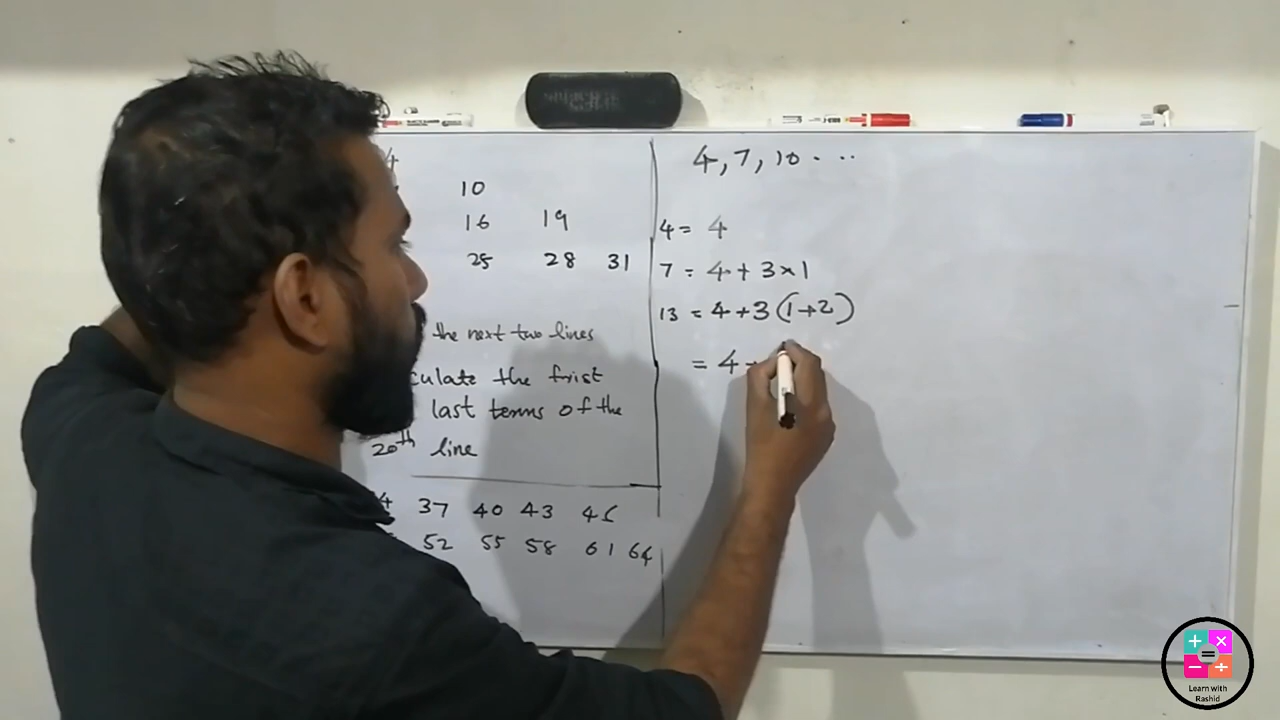 4
10
16 19
25 28 31
the next two lines
culate the frist
last terms of the
20th line
4 37 40 43 46
52 55 58 61 64
4, 7, 10 . . .
4 = 4
7 = 4 + 3 × 1
13 = 4 + 3 (1+2)
= 4 +
Learn with
Rashid